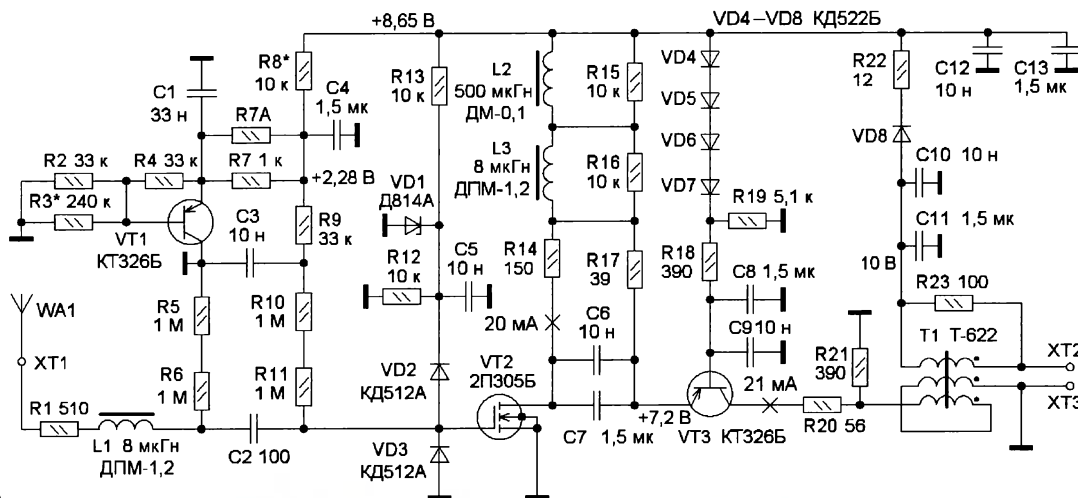 +8,65 В
VD4—VD8 КД522Б
R8*
10 к
C4
1,5 мк
R13
10 к
L2
500 мкГн
ДМ-0,1
R15
10 к
VD4
R22
12
C12
10 н
C13
1,5 мк
C1
33 н
R7А
VD5
R2 33 к
R4 33 к
R7 1 к
+2,28 В
L3
8 мкГн
ДПМ-1,2
R16
10 к
VD6
VD8
C10 10 н
R3* 240 к
VD1
Д814А
VD7
R19 5,1 к
C11 1,5 мк
VT1
КТ326Б
C3
10 н
R9
33 к
R12
10 к
C5
10 н
R14
150
R17
39
R18
390
C8 1,5 мк
10 В
R23 100
WA1
R5
1 М
R10
1 М
20 мА
C6
10 н
C9 10 н
T1 Т-622
XT1
R6
1 М
R11
1 М
VD2
КД512А
VT2
2П305Б
21 мА
R21
390
XT2
XT3
R1 510
L1 8 мкГн
ДПМ-1,2
C2 100
VD3
КД512А
C7 1,5 мк
+7,2 В
VT3 КТ326Б
R20 56